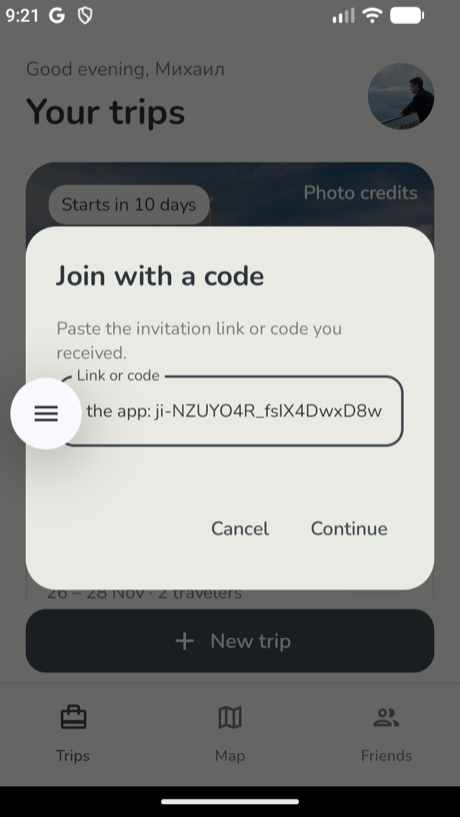 9:21
Good evening, Михаил
Your trips
Starts in 10 days
Photo credits
Join with a code
Paste the invitation link or code you
received.
Link or code
the app: ji-NZUYO4R_fslX4DwxD8w
Cancel
Continue
26 – 28 Nov · 2 travelers
New trip
Trips
Map
Friends